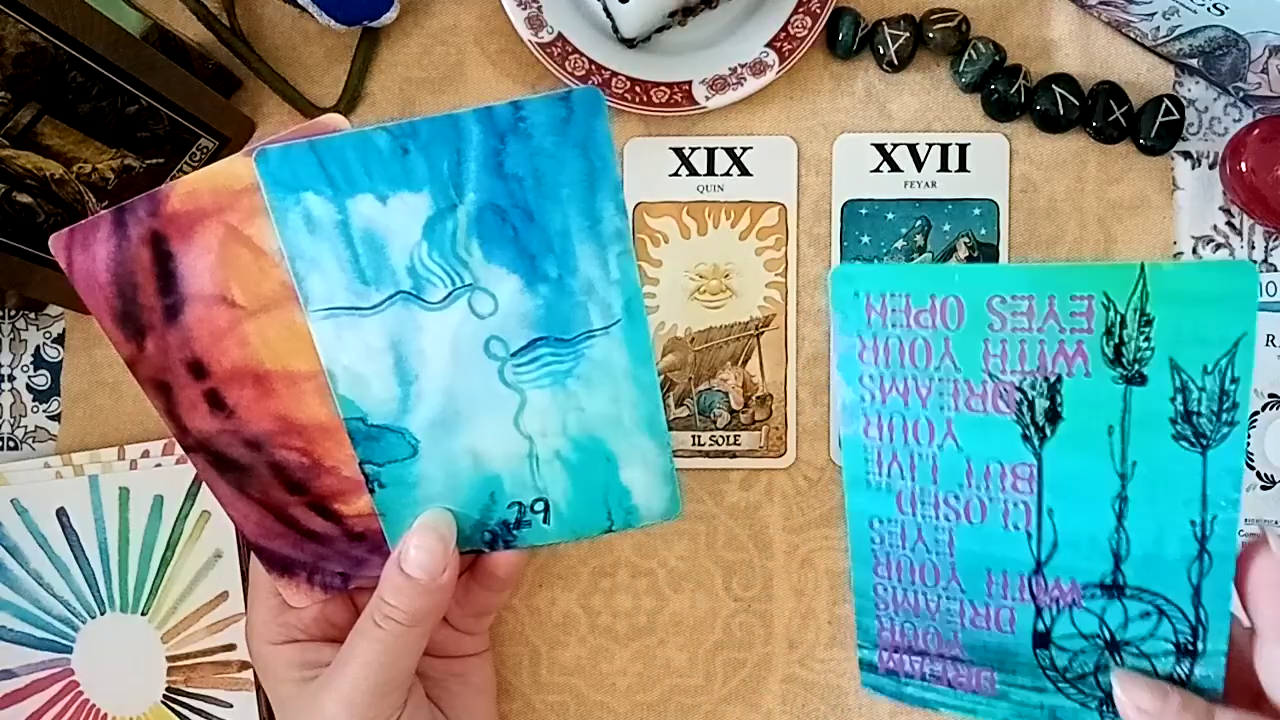 XIX
QUIN
IL SOLE
XVII
FEYAR
29
DREAM
YOUR
DREAMS
WITH YOUR
EYES
CLOSED
BUT LIVE
YOUR
DREAMS
WITH YOUR
EYES OPEN
10